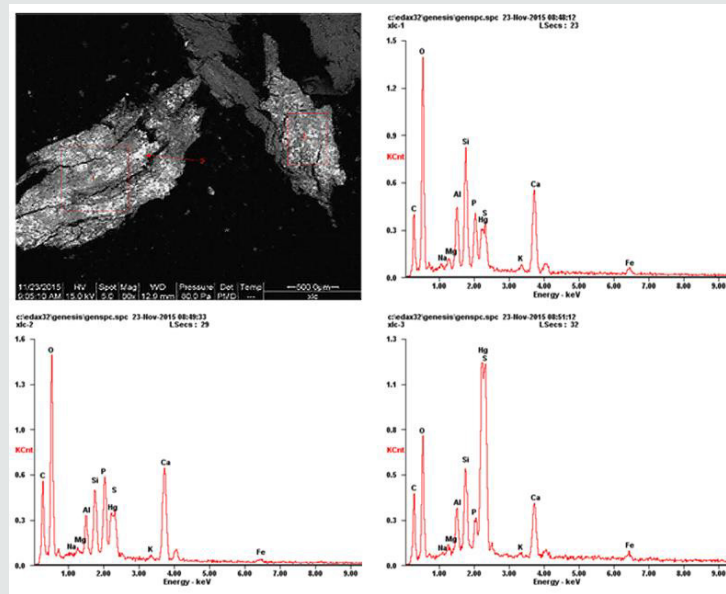 11/23/2015 HV Spot Mag WD Pressure Det Temp 500.0µm
9:05:10 AM 15.0 kV 5.0 80.0 Pa --- xlc
c:\edax32\genesis\genspc.spc 23-Nov-2015 08:48:12
xlc-1 LSecs : 23
1.5
1.2
0.9
KCnt
0.6
0.3
0.0
O
Si
Ca
C
Al
P
S
Hg
Na
Mg
K
Fe
1.00 2.00 3.00 4.00 5.00 6.00 7.00 8.00 9.00
Energy - keV
c:\edax32\genesis\genspc.spc 23-Nov-2015 08:49:33
xlc-2 LSecs : 29
1.6
1.3
1.0
KCnt
0.6
0.3
0.0
O
C
P
Si
Ca
S
Al
Hg
Mg
Na
K
Fe
1.00 2.00 3.00 4.00 5.00 6.00 7.00 8.00 9.00
Energy - keV
c:\edax32\genesis\genspc.spc 23-Nov-2015 08:51:12
xlc-3 LSecs : 32
1.3
1.1
0.8
KCnt
0.5
0.3
0.0
Hg
S
O
Si
C
Al
Ca
P
Na
Mg
K
Fe
1.00 2.00 3.00 4.00 5.00 6.00 7.00 8.00 9.00
Energy - keV